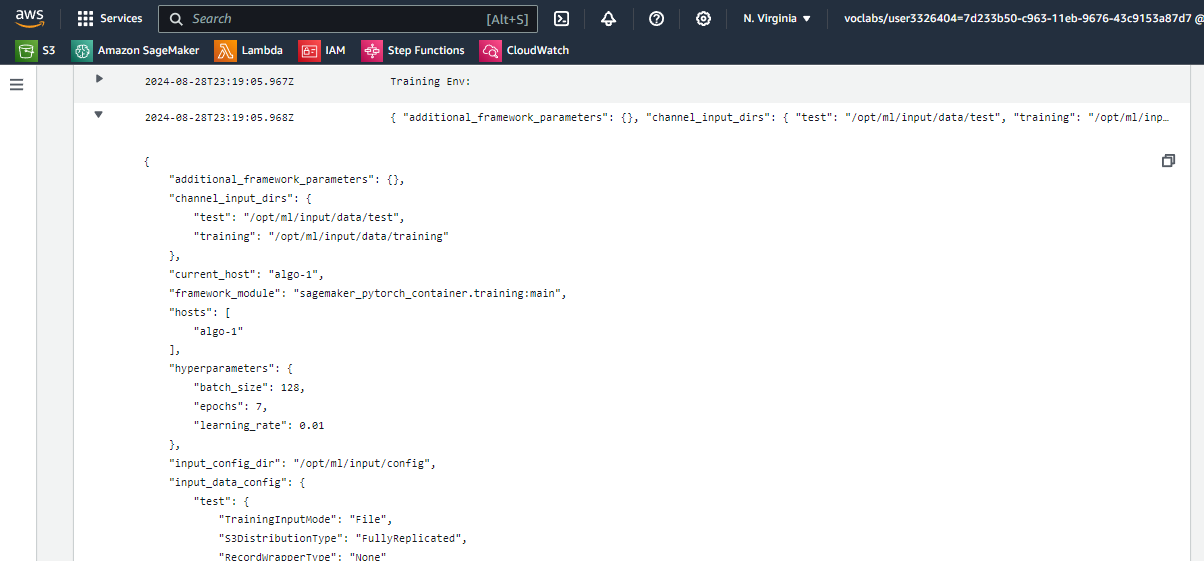 aws Services Search [Alt+S] N. Virginia voclabs/user3326404=7d233b50-c963-11eb-9676-43c9153a87d7 @
S3 Amazon SageMaker Lambda IAM Step Functions CloudWatch
2024-08-28T23:19:05.967Z Training Env:
2024-08-28T23:19:05.968Z { "additional_framework_parameters": {}, "channel_input_dirs": { "test": "/opt/ml/input/data/test", "training": "/opt/ml/inp…
{
"additional_framework_parameters": {},
"channel_input_dirs": {
"test": "/opt/ml/input/data/test",
"training": "/opt/ml/input/data/training"
},
"current_host": "algo-1",
"framework_module": "sagemaker_pytorch_container.training:main",
"hosts": [
"algo-1"
],
"hyperparameters": {
"batch_size": 128,
"epochs": 7,
"learning_rate": 0.01
},
"input_config_dir": "/opt/ml/input/config",
"input_data_config": {
"test": {
"TrainingInputMode": "File",
"S3DistributionType": "FullyReplicated",
"RecordWrapperType": "None"